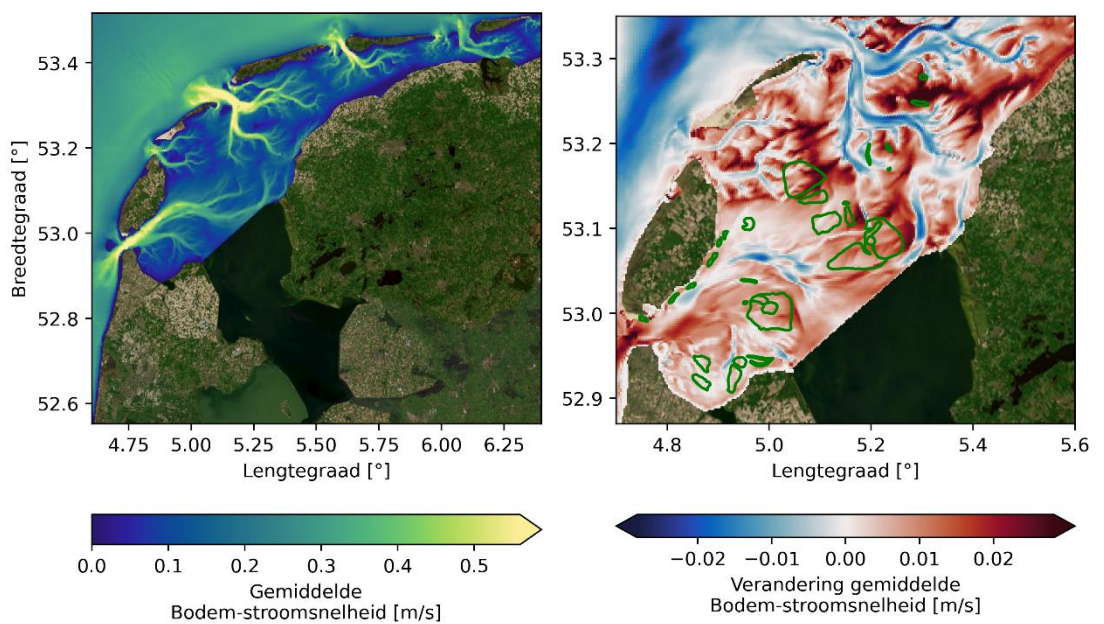 Breedtegraad [°]
53.4
53.2
53.0
52.8
52.6
4.75 5.00 5.25 5.50 5.75 6.00 6.25
Lengtegraad [°]
0.0 0.1 0.2 0.3 0.4 0.5
Gemiddelde
Bodem-stroomsnelheid [m/s]
53.3
53.2
53.1
53.0
52.9
4.8 5.0 5.2 5.4 5.6
Lengtegraad [°]
−0.02 −0.01 0.00 0.01 0.02
Verandering gemiddelde
Bodem-stroomsnelheid [m/s]